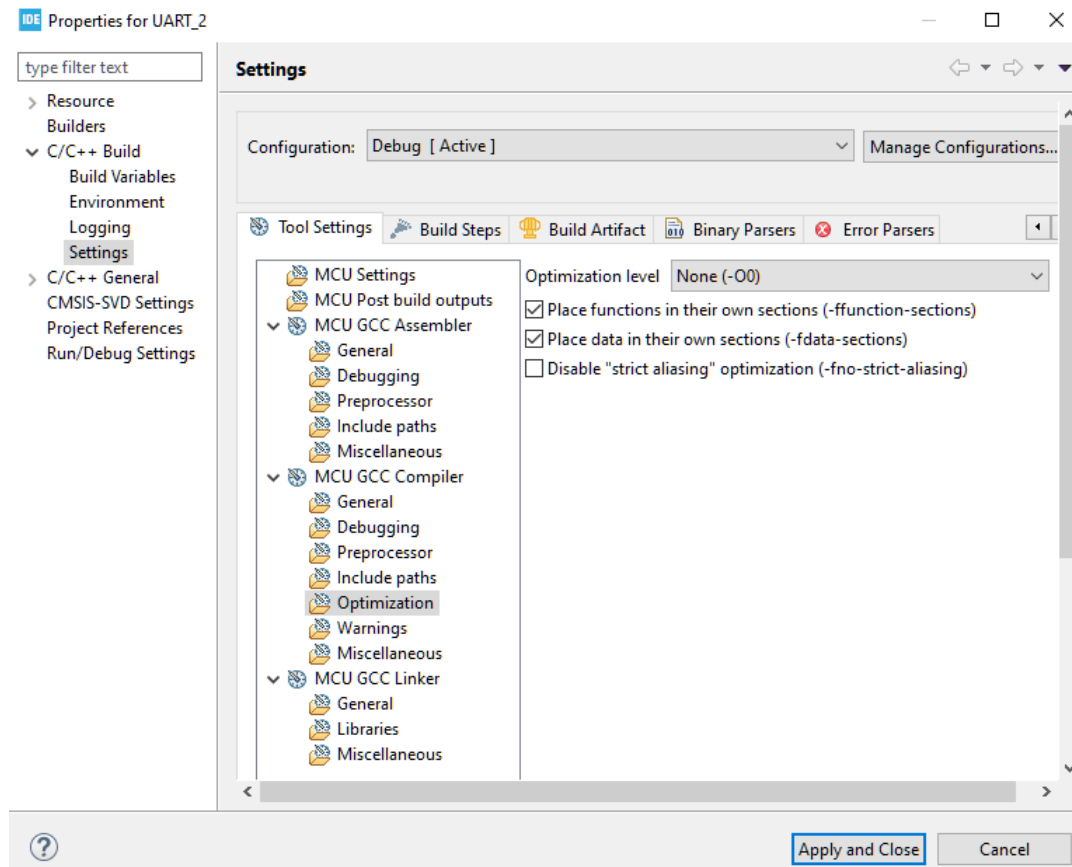 IDE Properties for UART_2
type filter text
Resource
Builders
C/C++ Build
Build Variables
Environment
Logging
Settings
C/C++ General
CMSIS-SVD Settings
Project References
Run/Debug Settings
Settings
Configuration: Debug [ Active ] Manage Configurations...
Tool Settings Build Steps Build Artifact 010 Binary Parsers Error Parsers
MCU Settings
MCU Post build outputs
MCU GCC Assembler
General
Debugging
Preprocessor
Include paths
Miscellaneous
MCU GCC Compiler
General
Debugging
Preprocessor
Include paths
Optimization
Warnings
Miscellaneous
MCU GCC Linker
General
Libraries
Miscellaneous
Optimization level None (-O0)
Place functions in their own sections (-ffunction-sections)
Place data in their own sections (-fdata-sections)
Disable "strict aliasing" optimization (-fno-strict-aliasing)
? Apply and Close Cancel